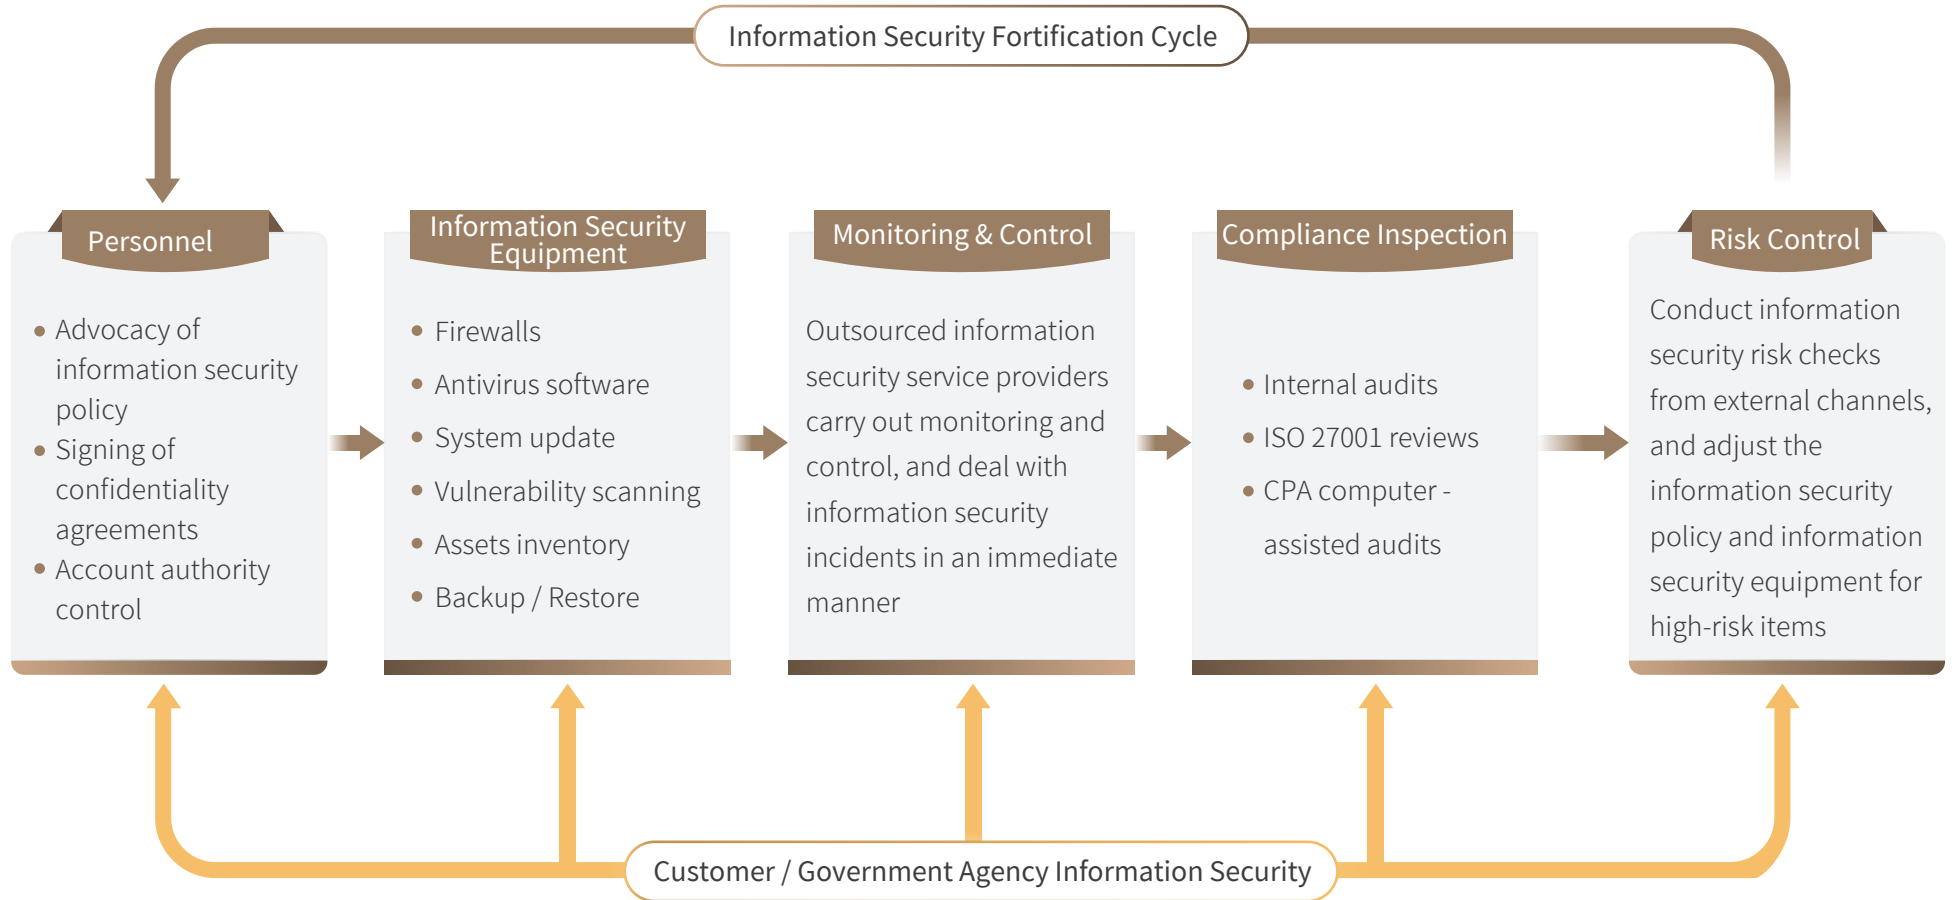 Information Security Fortification Cycle
Personnel
Advocacy of
information security
policy
Signing of
confidentiality
agreements
Account authority
control
Information Security
Equipment
Firewalls
Antivirus software
System update
Vulnerability scanning
Assets inventory
Backup / Restore
Monitoring & Control
Outsourced information
security service providers
carry out monitoring and
control, and deal with
information security
incidents in an immediate
manner
Compliance Inspection
Internal audits
ISO 27001 reviews
CPA computer -
assisted audits
Risk Control
Conduct information
security risk checks
from external channels,
and adjust the
information security
policy and information
security equipment for
high-risk items
Customer / Government Agency Information Security